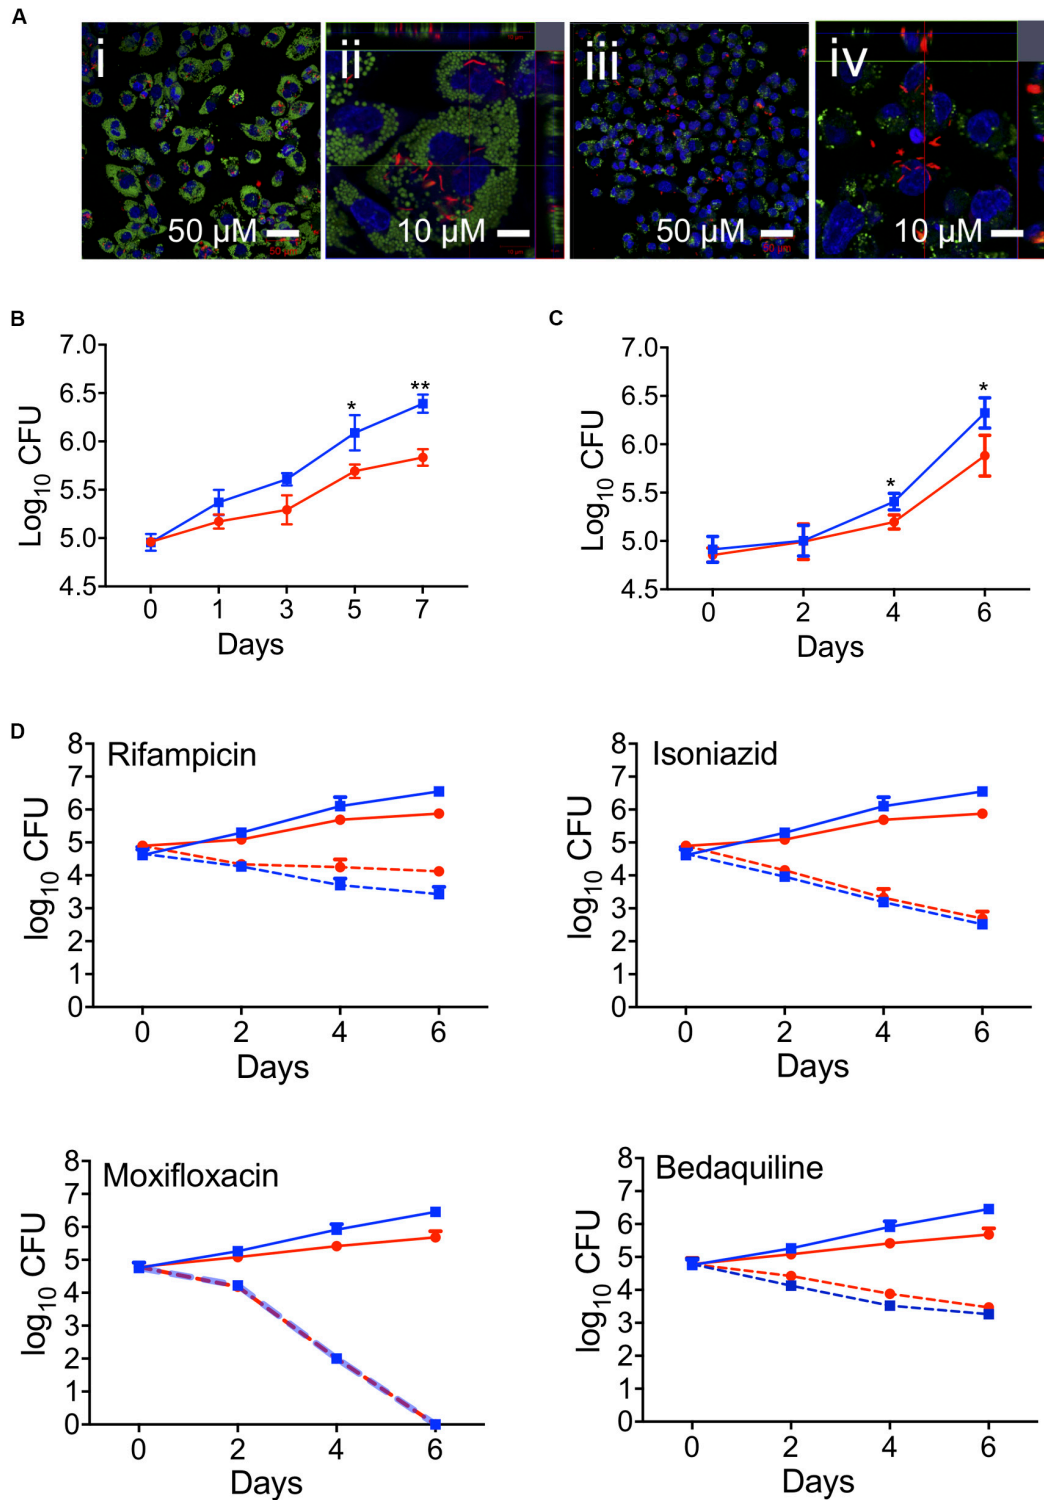 A
i
ii
iii
iv
50 µM
10 µM
50 µM
10 µM
B
Log10 CFU
7.0
6.5
6.0
5.5
5.0
4.5
*
**
0 1 3 5 7
Days
C
Log10 CFU
7.0
6.5
6.0
5.5
5.0
4.5
*
*
0 2 4 6
Days
D
Rifampicin
log10 CFU
8
7
6
5
4
3
2
1
0
0 2 4 6
Days
Isoniazid
log10 CFU
8
7
6
5
4
3
2
1
0
0 2 4 6
Days
Moxifloxacin
log10 CFU
8
7
6
5
4
3
2
1
0
0 2 4 6
Days
Bedaquiline
log10 CFU
8
7
6
5
4
3
2
1
0
0 2 4 6
Days